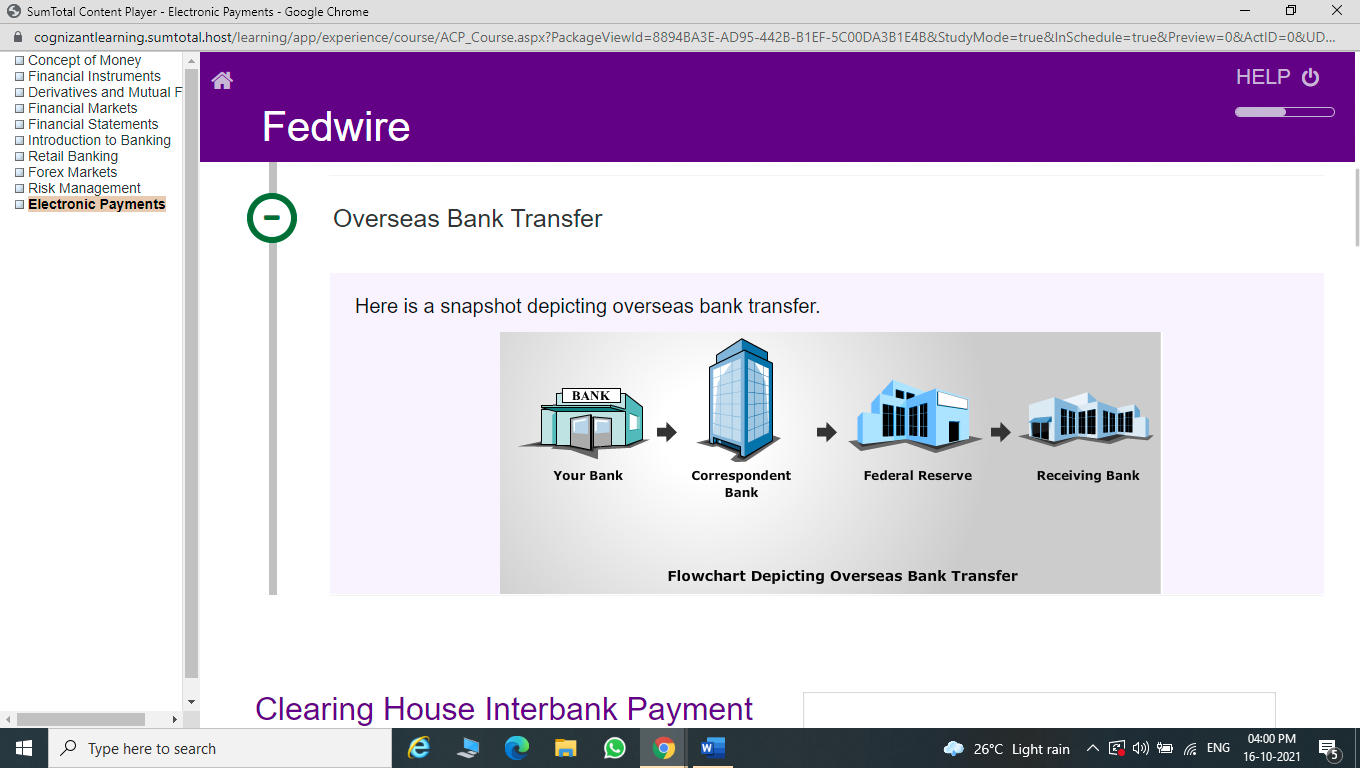 SumTotal Content Player - Electronic Payments - Google Chrome
cognizantlearning.sumtotal.host/learning/app/experience/course/ACP_Course.aspx?PackageViewId=8894BA3E-AD95-442B-B1EF-5C00DA3B1E4B&StudyMode=true&InSchedule=true&Preview=0&ActID=0&UD...
Concept of Money
Financial Instruments
Derivatives and Mutual F
Financial Markets
Financial Statements
Introduction to Banking
Retail Banking
Forex Markets
Risk Management
Electronic Payments
HELP
Fedwire
Overseas Bank Transfer
Here is a snapshot depicting overseas bank transfer.
BANK
Your Bank
Correspondent
Bank
Federal Reserve
Receiving Bank
Flowchart Depicting Overseas Bank Transfer
Clearing House Interbank Payment
Type here to search
26°C Light rain
ENG
04:00 PM
16-10-2021
5